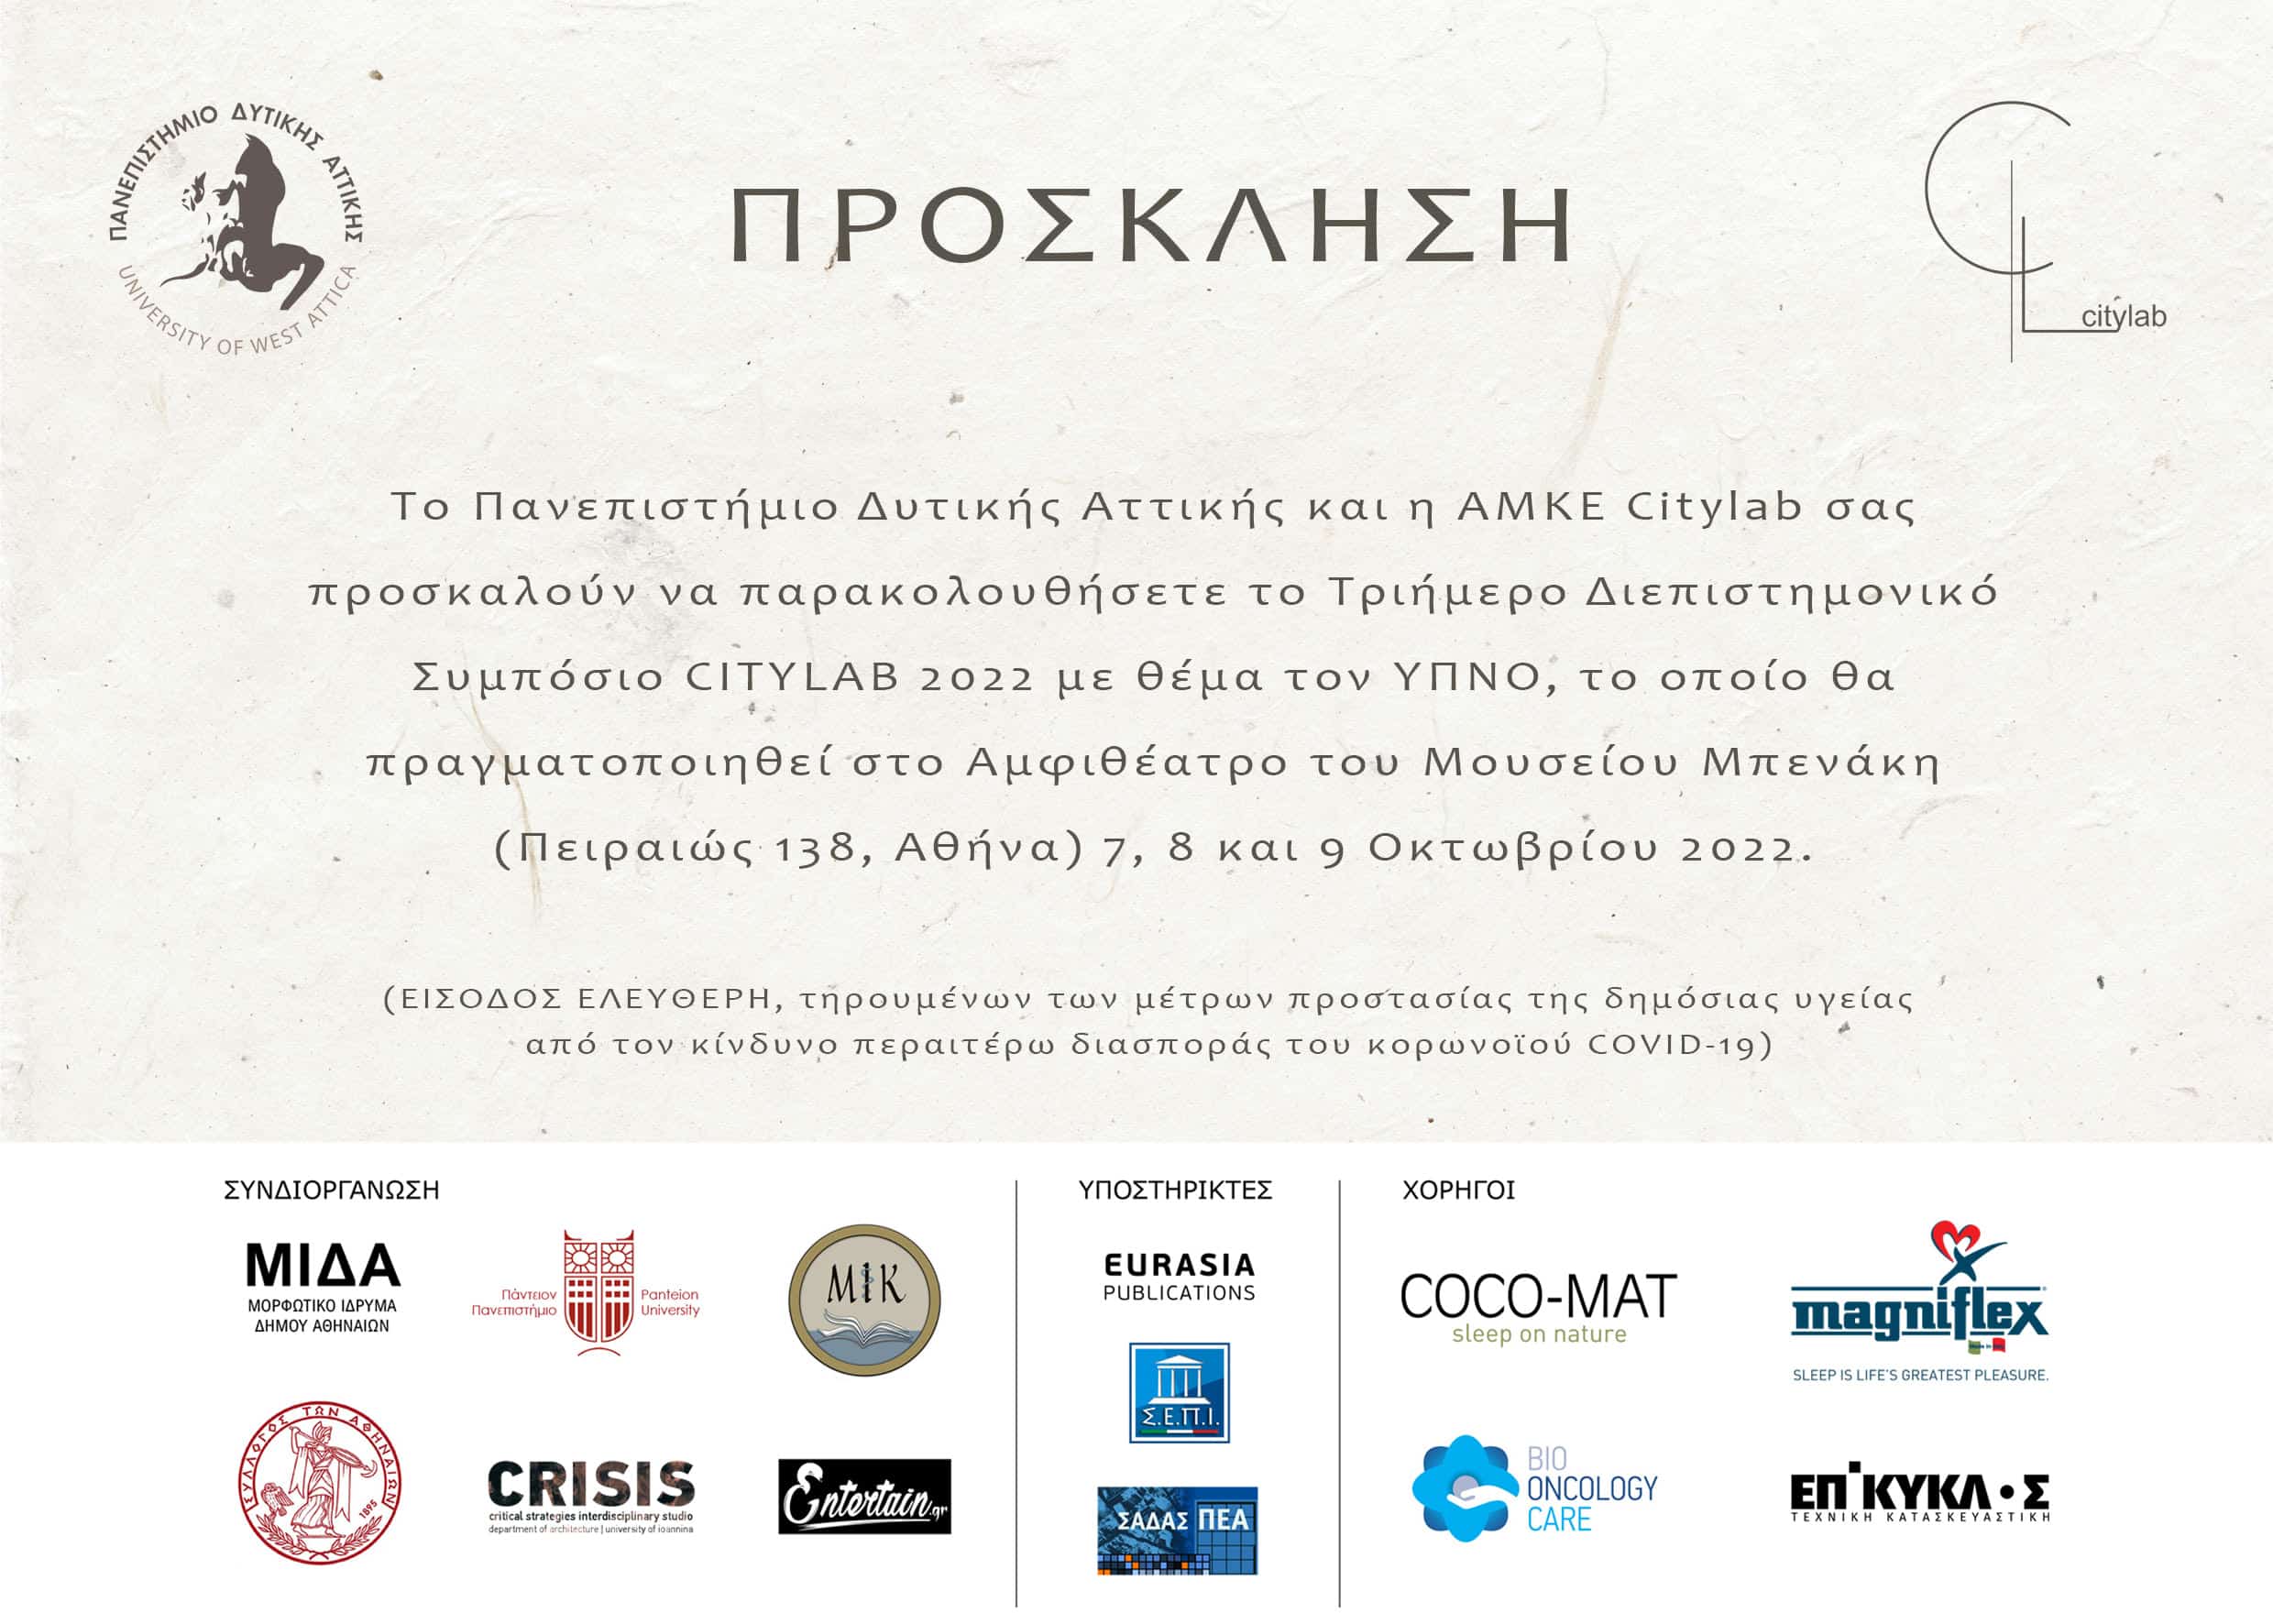 ΠΑΝΕΠΙΣΤΗΜΙΟ ΔΥΤΙΚΗΣ ΑΤΤΙΚΗΣ
UNIVERSITY OF WEST ATTICA
ΠΡΟΣΚΛΗΣΗ
citylab
Το Πανεπιστήμιο Δυτικής Αττικής και η ΑΜΚΕ Citylab σας
προσκαλούν να παρακολουθήσετε το Τριήμερο Διεπιστημονικό
Συμπόσιο CITYLAB 2022 με θέμα τον ΥΠΝΟ, το οποίο θα
πραγματοποιηθεί στο Αμφιθέατρο του Μουσείου Μπενάκη
(Πειραιώς 138, Αθήνα) 7, 8 και 9 Οκτωβρίου 2022.
(ΕΙΣΟΔΟΣ ΕΛΕΥΘΕΡΗ, τηρουμένων των μέτρων προστασίας της δημόσιας υγείας
από τον κίνδυνο περαιτέρω διασποράς του κορωνοϊού COVID-19)
ΣΥΝΔΙΟΡΓΑΝΩΣΗ
ΜΙΔΑ
ΜΟΡΦΩΤΙΚΟ ΙΔΡΥΜΑ
ΔΗΜΟΥ ΑΘΗΝΑΙΩΝ
Πάντειον
Πανεπιστήμιο
Panteion
University
ΜΙΚ
ΣΥΛΛΟΓΟΣ ΤΩΝ ΑΘΗΝΑΙΩΝ
1895
CRISIS
critical strategies interdisciplinary studio
department of architecture | university of ioannina
Entertain.gr
ΥΠΟΣΤΗΡΙΚΤΕΣ
EURASIA
PUBLICATIONS
Σ.Ε.Π.Ι.
ΣΑΔΑΣ ΠΕΑ
ΧΟΡΗΓΟΙ
COCO-MAT
sleep on nature
magniflex
SLEEP IS LIFE'S GREATEST PLEASURE.
BIO
ONCOLOGY
CARE
ΕΠΙΚΥΚΛ•Σ
ΤΕΧΝΙΚΗ ΚΑΤΑΣΚΕΥΑΣΤΙΚΗ